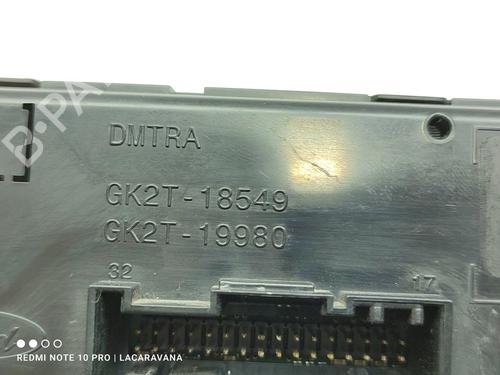 DMTRA
GK2T-18549
GK2T-19980
32 17
REDMI NOTE 10 PRO | LACARAVANA